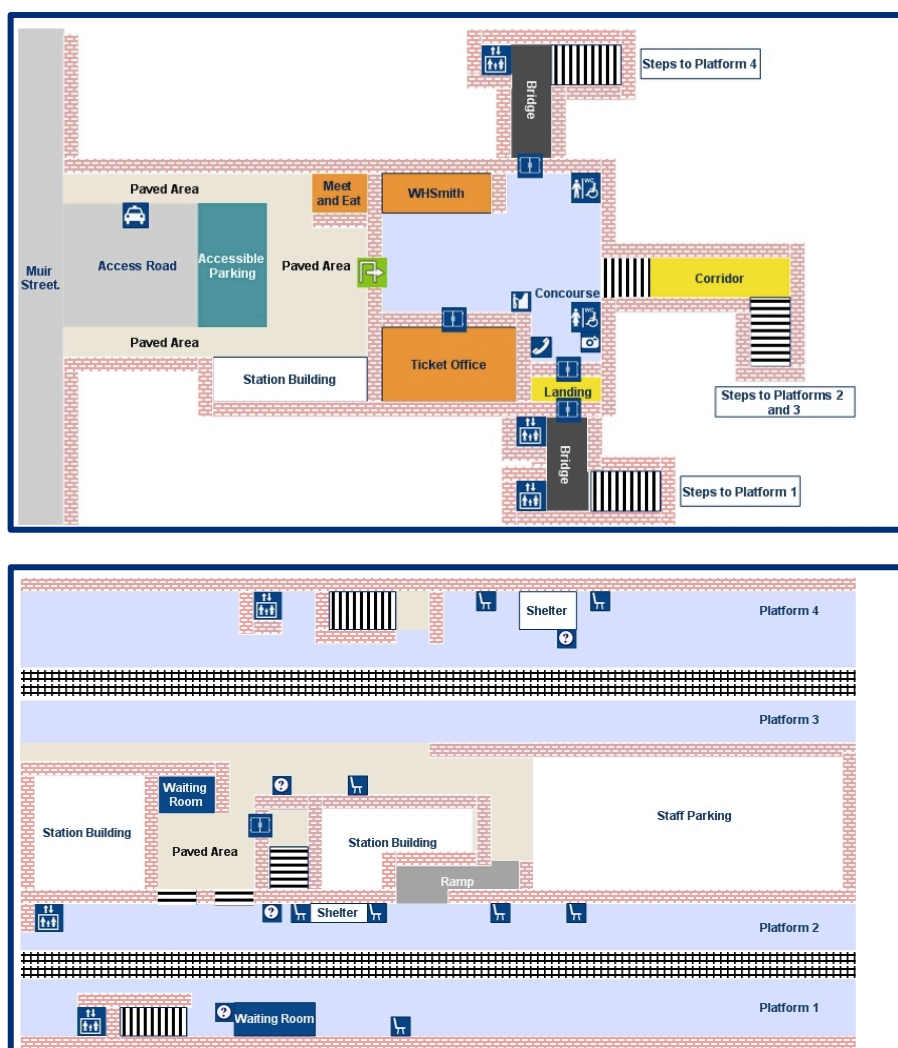 Steps to Platform 4
Bridge
Paved Area
Meet
and Eat
WHSmith
WC
Muir
Street.
Access Road
Accessible
Parking
Paved Area
Concourse
Corridor
WC
Paved Area
Station Building
Ticket Office
Landing
Steps to Platforms 2
and 3
Bridge
Steps to Platform 1
Shelter
Platform 4
?
Platform 3
Waiting
Room
?
Station Building
Staff Parking
Station Building
Paved Area
Ramp
?
Shelter
Platform 2
?
Waiting Room
Platform 1